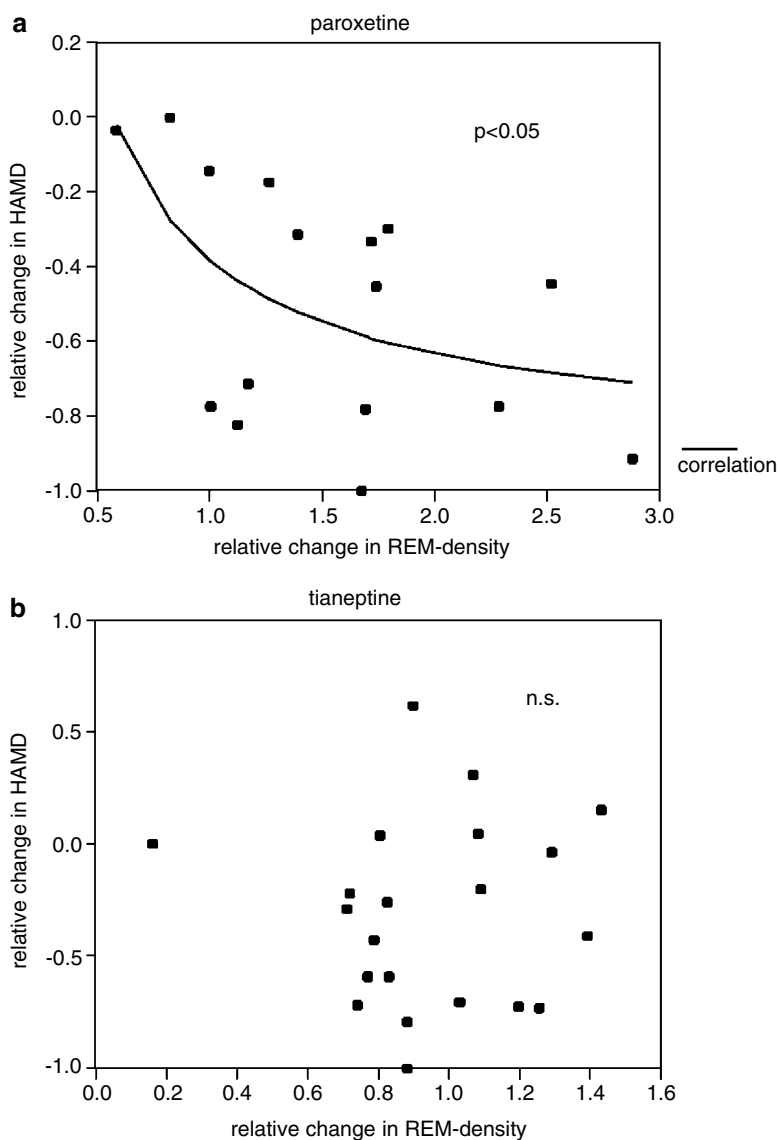 a
paroxetine
0.2
0.0
-0.2
-0.4
-0.6
-0.8
-1.0
relative change in HAMD
p<0.05
0.5 1.0 1.5 2.0 2.5 3.0
relative change in REM-density
correlation
b
tianeptine
1.0
0.5
0.0
-0.5
-1.0
relative change in HAMD
n.s.
0.0 0.2 0.4 0.6 0.8 1.0 1.2 1.4 1.6
relative change in REM-density